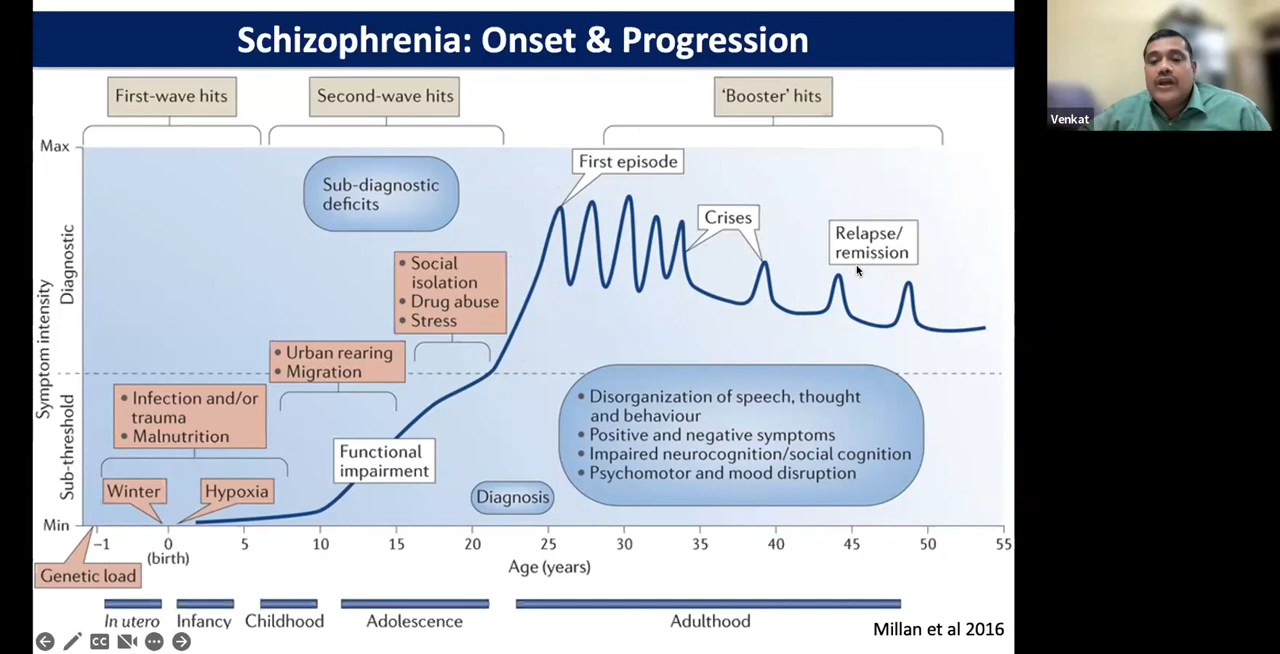 Schizophrenia: Onset & Progression
Venkat
First-wave hits
Second-wave hits
‘Booster’ hits
Max
Symptom intensity
Diagnostic
Sub-threshold
Min
Sub-diagnostic
deficits
First episode
Crises
Relapse/
remission
• Social
isolation
• Drug abuse
• Stress
• Urban rearing
• Migration
• Infection and/or
trauma
• Malnutrition
Winter
Hypoxia
Functional
impairment
Diagnosis
• Disorganization of speech, thought
and behaviour
• Positive and negative symptoms
• Impaired neurocognition/social cognition
• Psychomotor and mood disruption
–1 0 5 10 15 20 25 30 35 40 45 50 55
(birth)
Age (years)
Genetic load
In utero
Infancy
Childhood
Adolescence
Adulthood
Millan et al 2016
CC